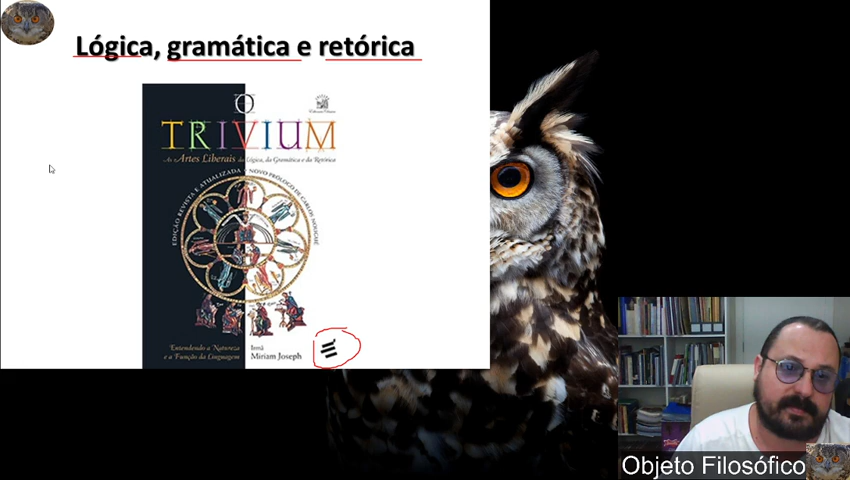 Lógica, gramática e retórica
O
TRIVIUM
As Artes Liberais da Lógica, da Gramática e da Retórica
EDIÇÃO REVISTA E ATUALIZADA · NOVO PRÓLOGO DE CARLOS NOUGUÉ
Entendendo a Natureza
e a Função da Linguagem
Irmã
Miriam Joseph
Objeto Filosófico